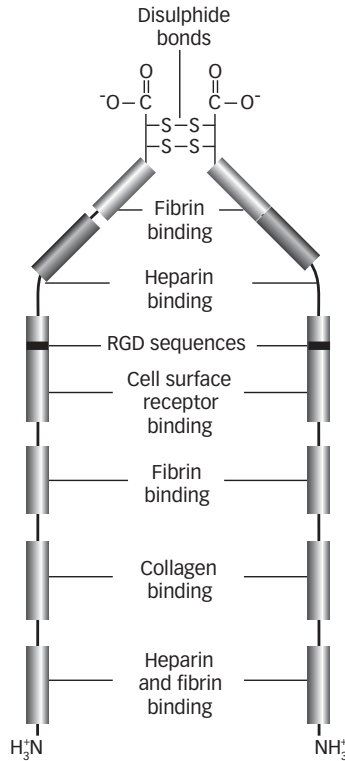 Disulphide
bonds
O O
⁻O–C C–O⁻
S–S
S–S
Fibrin
binding
Heparin
binding
RGD sequences
Cell surface
receptor
binding
Fibrin
binding
Collagen
binding
Heparin
and fibrin
binding
H₃⁺N NH₃⁺